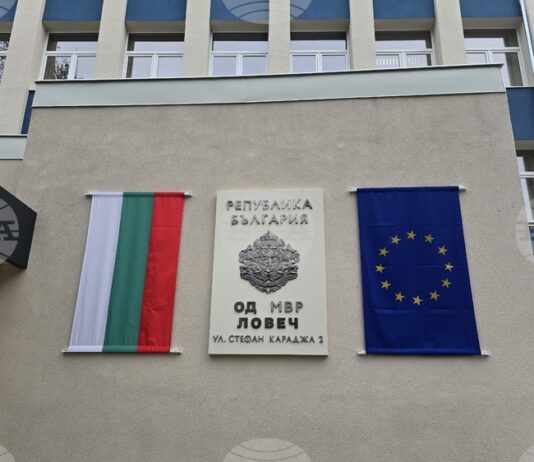 РЕПУБЛИКА
БЪЛГАРИЯ
ОД МВР
ЛОВЕЧ
УЛ. СТЕФАН КАРАДЖА 2